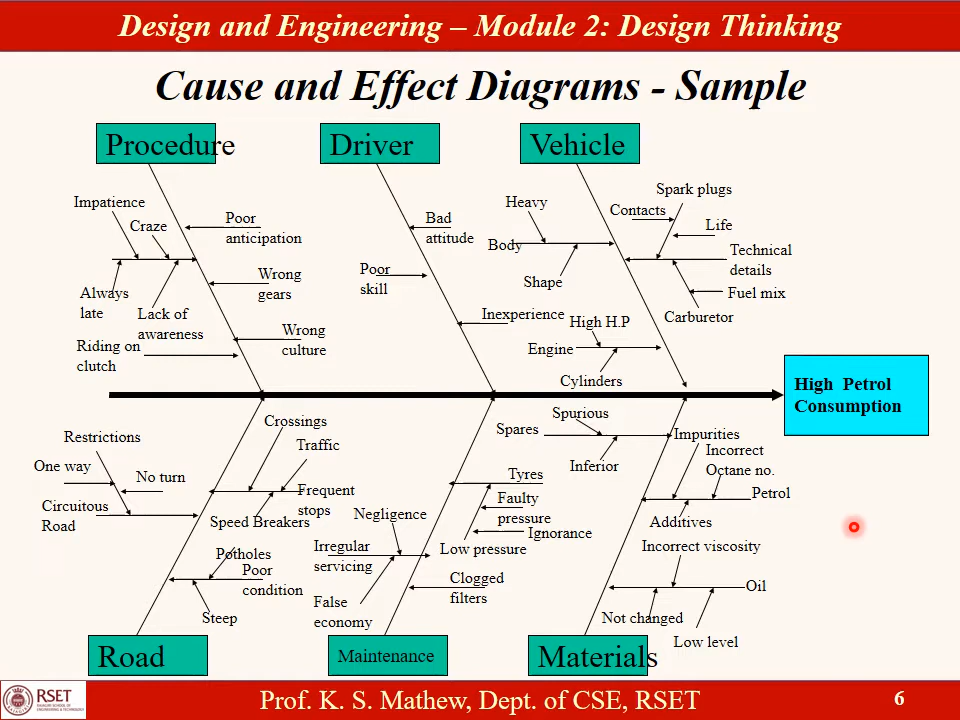 Design and Engineering – Module 2: Design Thinking
Cause and Effect Diagrams - Sample
Procedure
Driver
Vehicle
Impatience
Craze
Poor
anticipation
Always
late
Lack of
awareness
Wrong
gears
Riding on
clutch
Wrong
culture
Bad
attitude
Poor
skill
Inexperience
Heavy
Body
Shape
Spark plugs
Contacts
Life
Technical
details
Fuel mix
Carburetor
High H.P
Engine
Cylinders
High Petrol
Consumption
Crossings
Traffic
Restrictions
One way
No turn
Circuitous
Road
Frequent
stops
Speed Breakers
Potholes
Poor
condition
Steep
Spurious
Spares
Inferior
Tyres
Faulty
pressure
Ignorance
Low pressure
Negligence
Irregular
servicing
False
economy
Clogged
filters
Impurities
Incorrect
Octane no.
Petrol
Additives
Incorrect viscosity
Oil
Not changed
Low level
Road
Maintenance
Materials
RSET
Prof. K. S. Mathew, Dept. of CSE, RSET
6